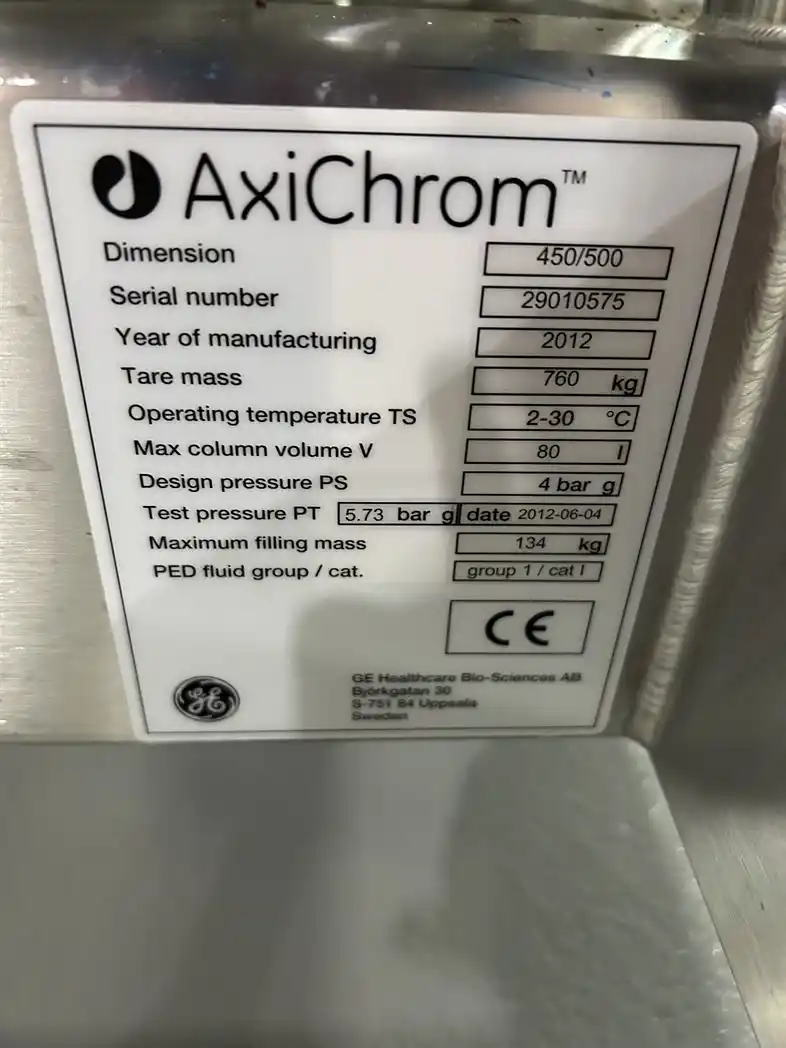 AxiChrom™
Dimension 450/500
Serial number 29010575
Year of manufacturing 2012
Tare mass 760 kg
Operating temperature TS 2-30 °C
Max column volume V 80 l
Design pressure PS 4 bar g
Test pressure PT 5.73 bar g date 2012-06-04
Maximum filling mass 134 kg
PED fluid group / cat. group 1 / cat I
CE
GE
GE Healthcare Bio-Sciences AB
Björkgatan 30
S-751 84 Uppsala
Sweden